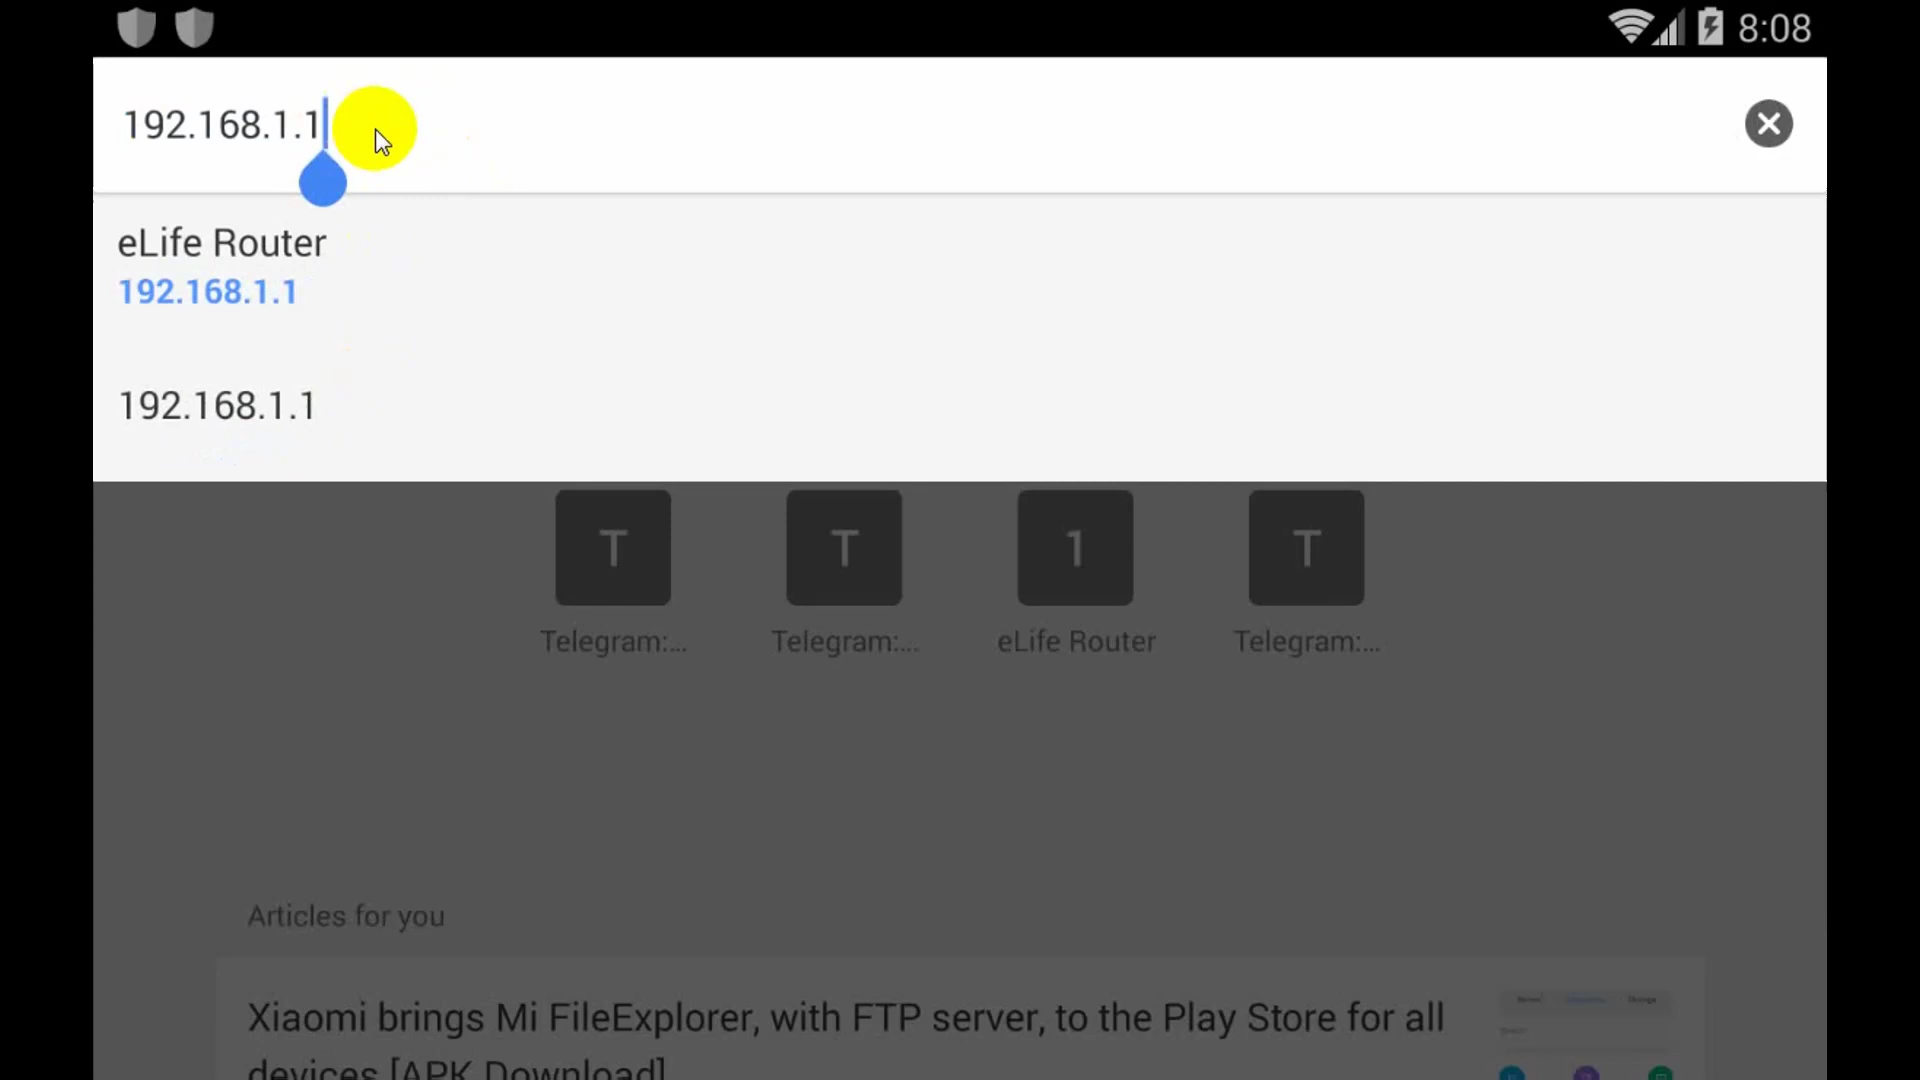 8:08
192.168.1.1
eLife Router
192.168.1.1
192.168.1.1
T T 1 T
Telegram:... Telegram:... eLife Router Telegram:...
Articles for you
Xiaomi brings Mi FileExplorer, with FTP server, to the Play Store for all
devices [APK Download]